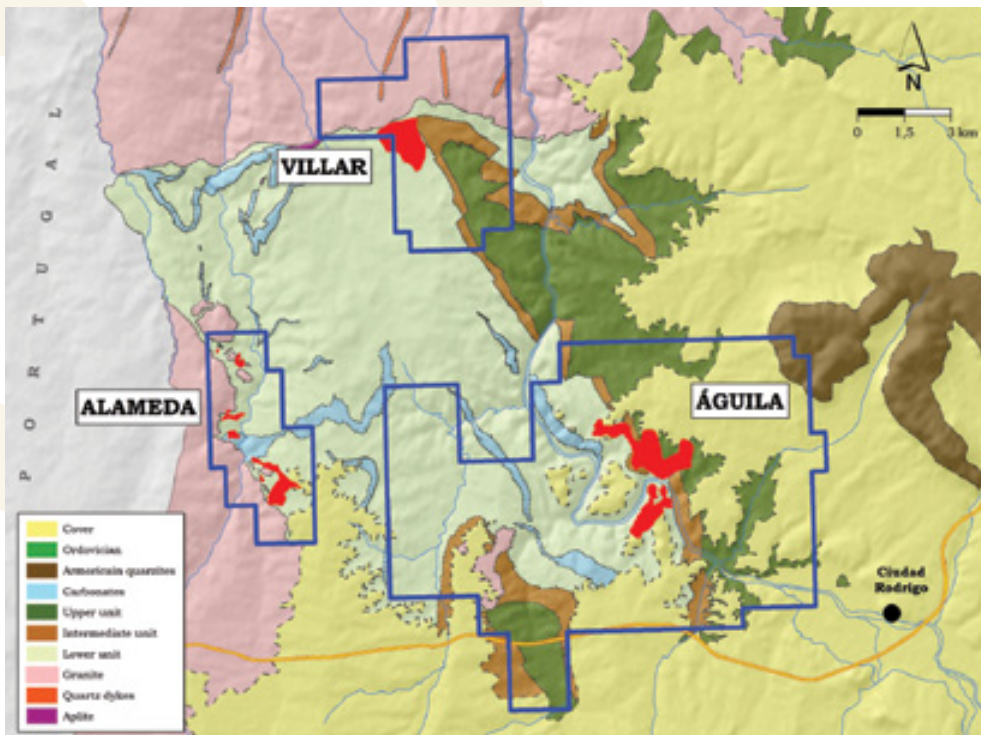 N
0 1,5 3 km
VILLAR
PORTUGAL
ALAMEDA
ÁGUILA
Ciudad
Rodrigo
Cover
Ordovician
Armoricain quarzites
Carbonates
Upper unit
Intermediate unit
Lower unit
Granite
Quartz dykes
Aplite